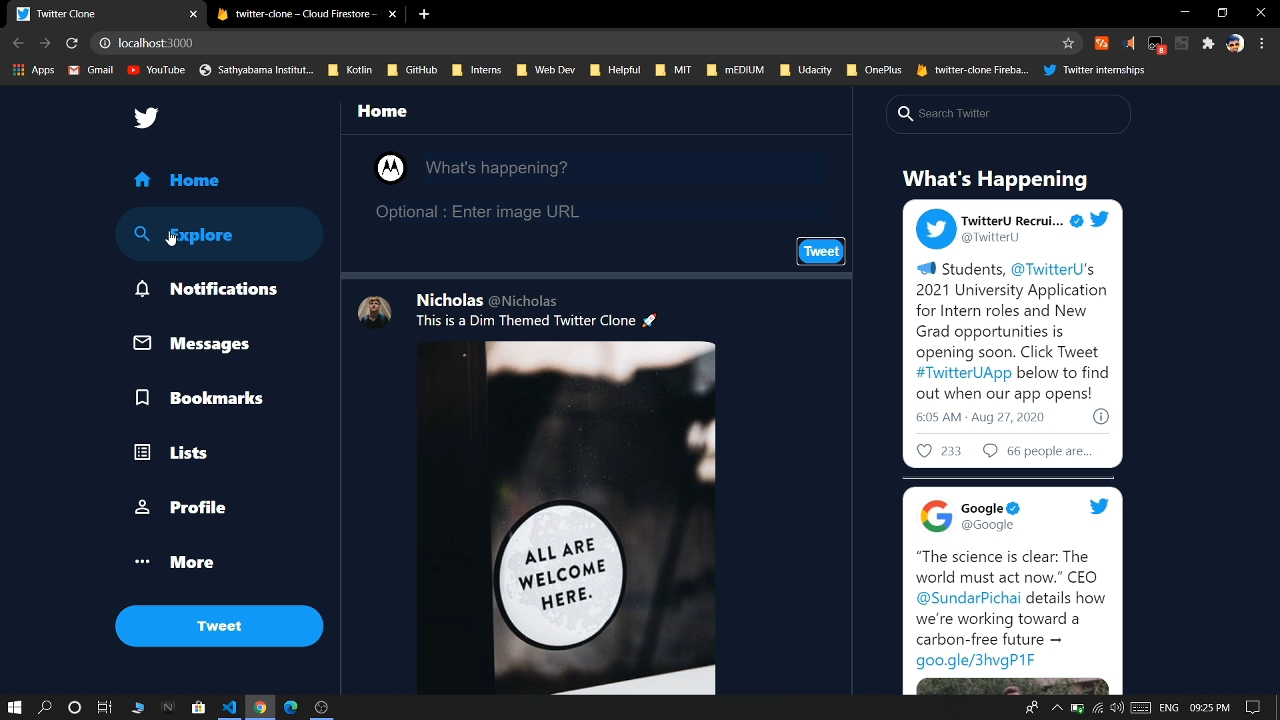 Twitter Clone
twitter-clone – Cloud Firestore –
localhost:3000
Apps
Gmail
YouTube
Sathyabama Institut...
Kotlin
GitHub
Interns
Web Dev
Helpful
MIT
mEDIUM
Udacity
OnePlus
twitter-clone Fireba...
Twitter internships
8
Home
Explore
Notifications
Messages
Bookmarks
Lists
Profile
More
Tweet
Home
What's happening?
Optional : Enter image URL
Tweet
Nicholas @Nicholas
This is a Dim Themed Twitter Clone 🚀
ALL ARE
WELCOME
HERE.
Search Twitter
What's Happening
TwitterU Recrui...
@TwitterU
📢 Students, @TwitterU's
2021 University Application
for Intern roles and New
Grad opportunities is
opening soon. Click Tweet
#TwitterUApp below to find
out when our app opens!
6:05 AM · Aug 27, 2020
233
66 people are...
Google
@Google
“The science is clear: The
world must act now.” CEO
@SundarPichai details how
we're working toward a
carbon-free future →
goo.gle/3hvgP1F
ENG
09:25 PM